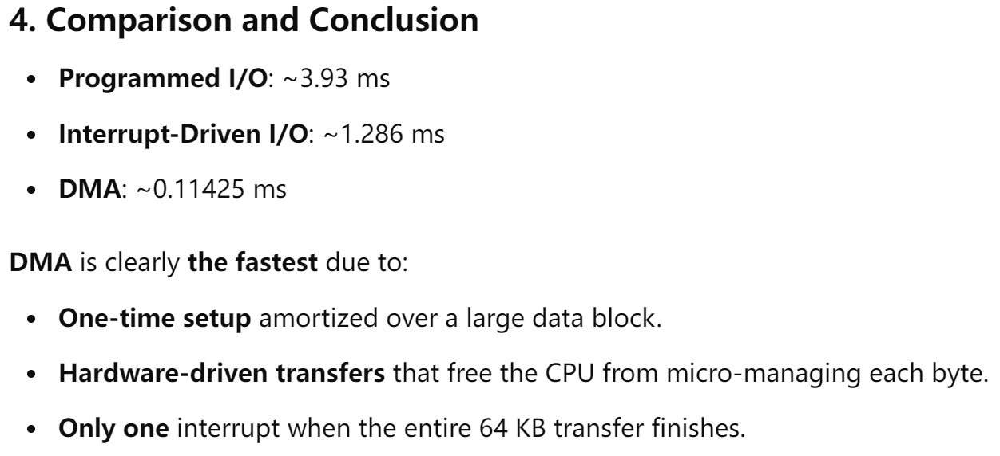 4. Comparison and Conclusion
• Programmed I/O: ~3.93 ms
• Interrupt-Driven I/O: ~1.286 ms
• DMA: ~0.11425 ms
DMA is clearly the fastest due to:
• One-time setup amortized over a large data block.
• Hardware-driven transfers that free the CPU from micro-managing each byte.
• Only one interrupt when the entire 64 KB transfer finishes.